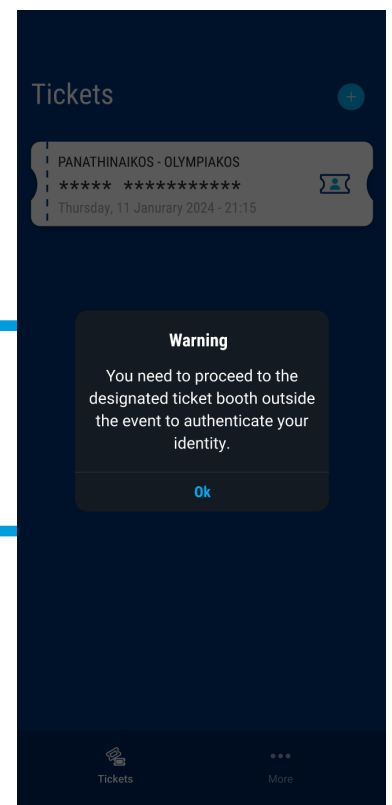 Tickets
PANATHINAIKOS - OLYMPIAKOS
***** ***********
Thursday, 11 Janurary 2024 - 21:15
Warning
You need to proceed to the
designated ticket booth outside
the event to authenticate your
identity.
Ok
Tickets
More